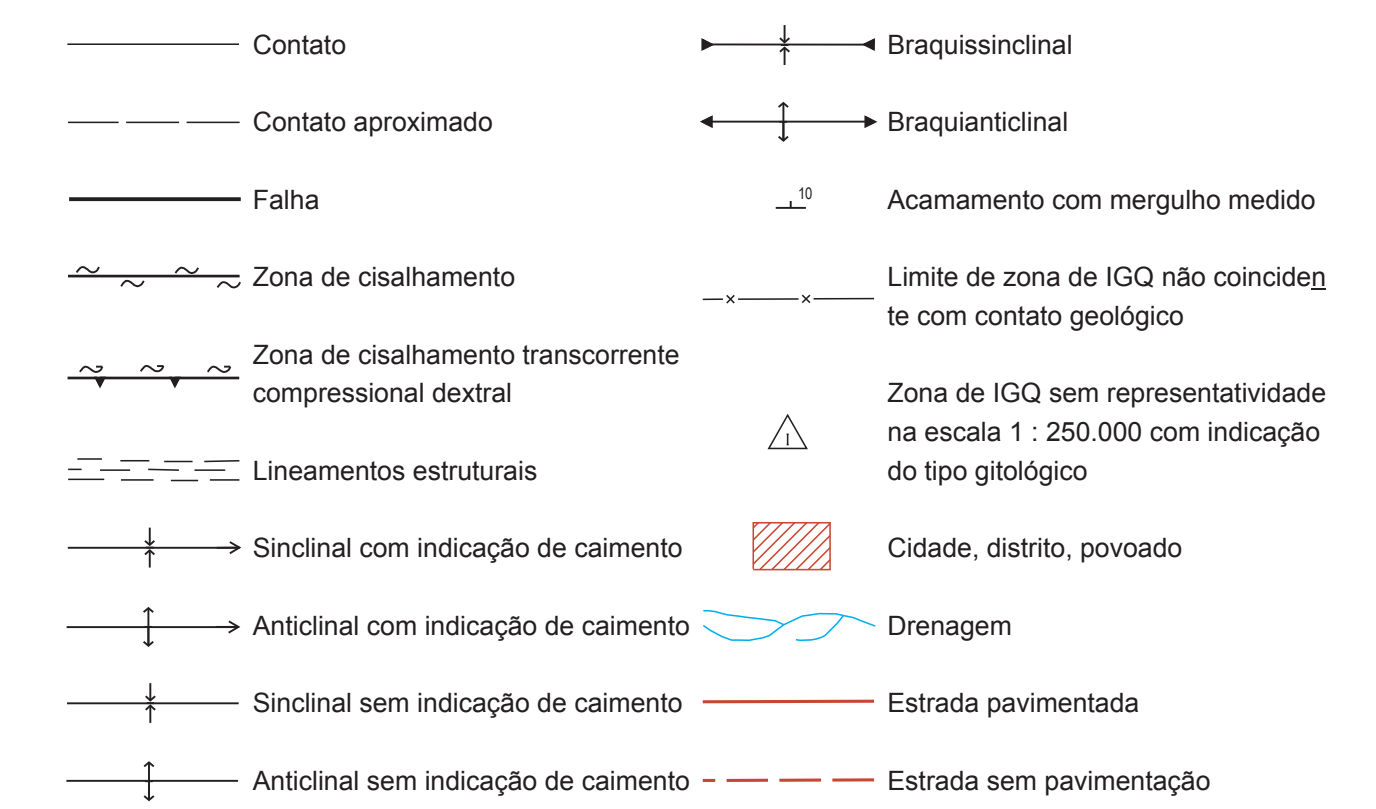 Contato
Contato aproximado
Falha
Zona de cisalhamento
Zona de cisalhamento transcorrente
compressional dextral
Lineamentos estruturais
Sinclinal com indicação de caimento
Anticlinal com indicação de caimento
Sinclinal sem indicação de caimento
Anticlinal sem indicação de caimento
Braquissinclinal
Braquianticlinal
10
Acamamento com mergulho medido
Limite de zona de IGQ não coinciden
te com contato geológico
I
Zona de IGQ sem representatividade
na escala 1 : 250.000 com indicação
do tipo gitológico
Cidade, distrito, povoado
Drenagem
Estrada pavimentada
Estrada sem pavimentação